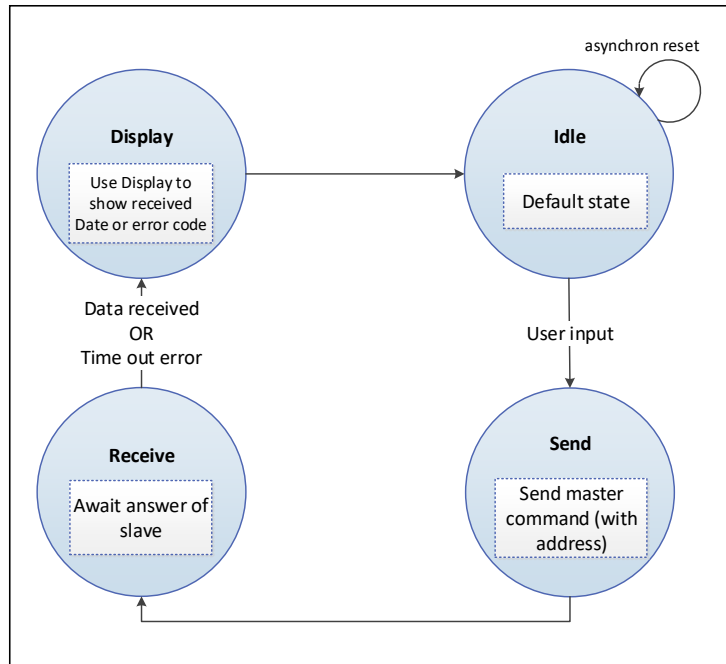 asynchron reset
Display
Use Display to
show received
Date or error code
Idle
Default state
Data received
OR
Time out error
User input
Receive
Await answer of
slave
Send
Send master
command (with
address)